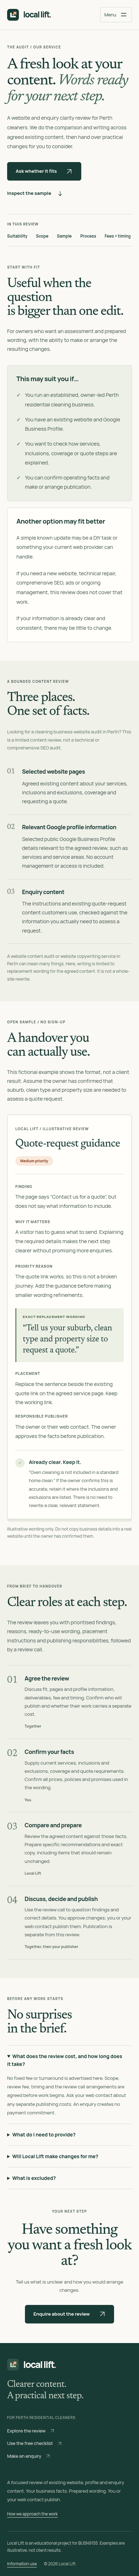 local lift.
Menu
THE AUDIT / OUR SERVICE
A fresh look at your
content. Words ready
for your next step.
A website and enquiry clarity review for Perth
cleaners. We do the comparisons and writing across
agreed existing content, then hand over practical
changes for you to consider.
Ask whether it fits
Inspect the sample
IN THIS REVIEW
Suitability Scope Sample Process Fees + timing
START WITH FIT
Useful when the
question
is bigger than one edit.
For owners who want an assessment and prepared
wording, with the ability to make or arrange the
resulting changes.
This may suit you if...
You run an established, owner-led Perth
residential cleaning business.
You have an existing website and Google
Business Profile.
You want to check how services,
inclusions, coverage or quote steps are
explained.
You can confirm operating facts and
make or arrange publication.
Another option may fit better
A simple known update may be a DIY task or
something your current web provider can
handle.
If you need a new website, technical repair,
comprehensive SEO, ads or ongoing
management, this review does not cover that
work.
If your information is already clear and
consistent, there may be little to change.
A BOUNDED CONTENT REVIEW
Three places.
One set of facts.
Looking for a cleaning business website audit in Perth? This
is a limited content review, not a technical or
comprehensive SEO audit.
01
Selected website pages
Agreed existing content about your services,
inclusions and exclusions, coverage and
requesting a quote.
02
Relevant Google profile information
Selected public Google Business Profile
details relevant to the agreed review, such as
services and service areas. No account
management or access is included.
03
Enquiry content
The instructions and existing quote-request
content customers use, checked against the
information you actually need to assess a
request.
A website content audit or website copywriting service in
Perth can mean many things. Here, writing is limited to
replacement wording for the agreed content. It is not a whole-
site rewrite.
OPEN SAMPLE / NO SIGN-UP
A handover you
can actually use.
This fictional example shows the format, not a client
result. Assume the owner has confirmed that
suburb, clean type and property size are needed to
assess a quote request.
LOCAL LIFT / ILLUSTRATIVE REVIEW
Quote-request guidance
Medium priority
FINDING
The page says "Contact us for a quote", but
does not say what information to include.
WHY IT MATTERS
A visitor has to guess what to send. Explaining
the required details makes the next step
clearer without promising more enquiries.
PRIORITY REASON
The quote link works, so this is not a broken
journey. Add the guidance before making
smaller wording refinements.
EXACT REPLACEMENT WORDING
"Tell us your suburb, clean
type and property size to
request a quote."
PLACEMENT
Replace the sentence beside the existing
quote link on the agreed service page. Keep
the working link.
RESPONSIBLE PUBLISHER
The owner or their web contact. The owner
approves the facts before publication.
Already clear. Keep it.
"Oven cleaning is not included in a standard
home clean." If the owner confirms this is
accurate, retain it where the inclusions and
exclusions are listed. There is no need to
rewrite a clear, relevant statement.
Illustrative wording only. Do not copy business details into a real
website until the owner has confirmed them.
FROM BRIEF TO HANDOVER
Clear roles at each step.
The review leaves you with prioritised findings,
reasons, ready-to-use wording, placement
instructions and publishing responsibilities, followed
by a review call.
01
Agree the review
Discuss fit, pages and profile information,
deliverables, fee and timing. Confirm who will
publish and whether their work carries a separate
cost.
Together
02
Confirm your facts
Supply current services, inclusions and
exclusions, coverage and quote requirements.
Confirm all prices, policies and promises used in
the wording.
You
03
Compare and prepare
Review the agreed content against those facts.
Prepare specific recommendations and exact
copy, including items that should remain
unchanged.
Local Lift
04
Discuss, decide and publish
Use the review call to question findings and
correct details. You approve changes; you or your
web contact publish them. Publication is
separate from this review.
Together, then your publisher
BEFORE ANY WORK STARTS
No surprises
in the brief.
What does the review cost, and how long does
it take?
No fixed fee or turnaround is advertised here. Scope,
review fee, timing and the review call arrangements are
agreed before work begins. Ask your web contact about
any separate publishing costs. An enquiry creates no
payment commitment.
What do I need to provide?
Will Local Lift make changes for me?
What is excluded?
YOUR NEXT STEP
Have something
you want a fresh look
at?
Tell us what is unclear and how you would arrange
changes.
Enquire about the review
local lift.
Clearer content.
A practical next step.
FOR PERTH RESIDENTIAL CLEANERS
Explore the review
Use the free checklist
Make an enquiry
A focused review of existing website, profile and enquiry
content. Your business facts. Prepared wording. You or
your web contact publish.
How we approach the work
Information use
© 2026 Local Lift